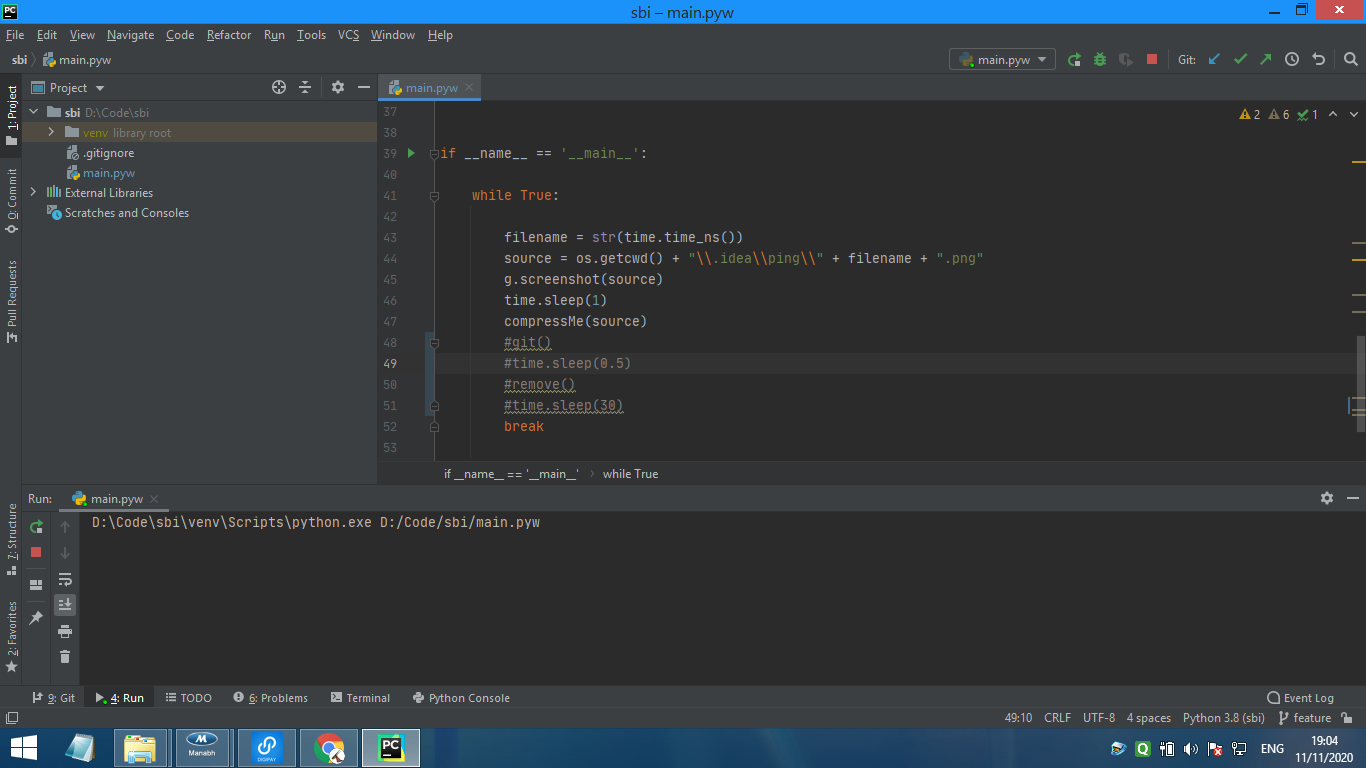 PC
sbi – main.pyw
File Edit View Navigate Code Refactor Run Tools VCS Window Help
sbi main.pyw
main.pyw
Git:
1: Project
Project
main.pyw
37
sbi D:\Code\sbi
2 6 1
38
venv library root
39 if __name__ == '__main__':
.gitignore
40
main.pyw
0: Commit
41 while True:
External Libraries
42
Scratches and Consoles
43 filename = str(time.time_ns())
44 source = os.getcwd() + "\\.idea\\ping\\" + filename + ".png"
Pull Requests
45 g.screenshot(source)
46 time.sleep(1)
47 compressMe(source)
48 #git()
49 #time.sleep(0.5)
50 #remove()
51 #time.sleep(30)
52 break
53
if __name__ == '__main__' › while True
Run: main.pyw
D:\Code\sbi\venv\Scripts\python.exe D:/Code/sbi/main.pyw
7: Structure
2: Favorites
9: Git 4: Run TODO 6: Problems Terminal Python Console Event Log
49:10 CRLF UTF-8 4 spaces Python 3.8 (sbi) feature
Manabh
DIGIPAY
PC
Q
ENG
19:04
11/11/2020